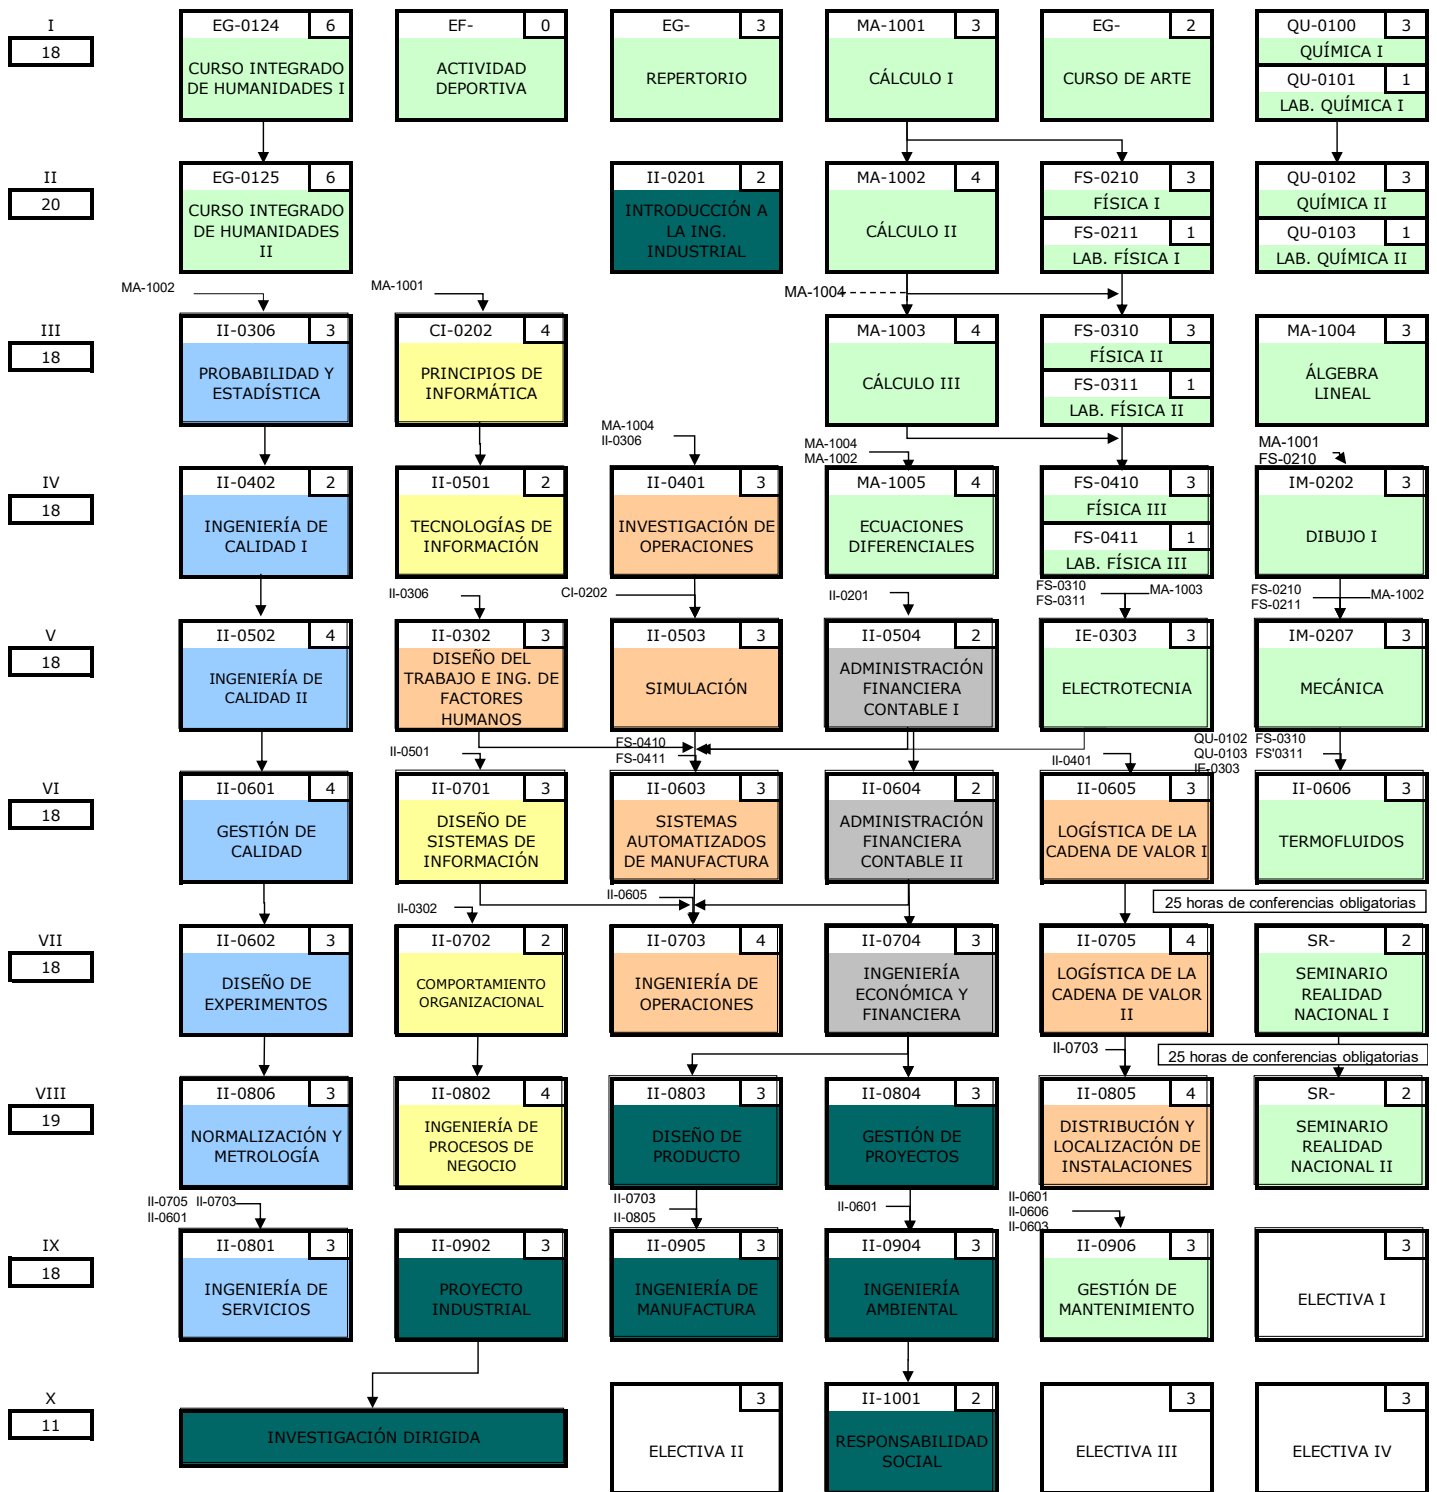 I
18
EG-0124 6
CURSO INTEGRADO
DE HUMANIDADES I
EF- 0
ACTIVIDAD
DEPORTIVA
EG- 3
REPERTORIO
MA-1001 3
CÁLCULO I
EG- 2
CURSO DE ARTE
QU-0100 3
QUÍMICA I
QU-0101 1
LAB. QUÍMICA I
II
20
EG-0125 6
CURSO INTEGRADO
DE HUMANIDADES
II
II-0201 2
INTRODUCCIÓN A
LA ING.
INDUSTRIAL
MA-1002 4
CÁLCULO II
FS-0210 3
FÍSICA I
FS-0211 1
LAB. FÍSICA I
QU-0102 3
QUÍMICA II
QU-0103 1
LAB. QUÍMICA II
MA-1002
MA-1001
MA-1004
III
18
II-0306 3
PROBABILIDAD Y
ESTADÍSTICA
CI-0202 4
PRINCIPIOS DE
INFORMÁTICA
MA-1003 4
CÁLCULO III
FS-0310 3
FÍSICA II
FS-0311 1
LAB. FÍSICA II
MA-1004 3
ÁLGEBRA
LINEAL
MA-1004
II-0306
MA-1004
MA-1002
MA-1001
FS-0210
IV
18
II-0402 2
INGENIERÍA DE
CALIDAD I
II-0501 2
TECNOLOGÍAS DE
INFORMACIÓN
II-0401 3
INVESTIGACIÓN DE
OPERACIONES
MA-1005 4
ECUACIONES
DIFERENCIALES
FS-0410 3
FÍSICA III
FS-0411 1
LAB. FÍSICA III
IM-0202 3
DIBUJO I
II-0306
CI-0202
II-0201
FS-0310
FS-0311
MA-1003
FS-0210
FS-0211
MA-1002
V
18
II-0502 4
INGENIERÍA DE
CALIDAD II
II-0302 3
DISEÑO DEL
TRABAJO E ING. DE
FACTORES
HUMANOS
II-0503 3
SIMULACIÓN
II-0504 2
ADMINISTRACIÓN
FINANCIERA
CONTABLE I
IE-0303 3
ELECTROTECNIA
IM-0207 3
MECÁNICA
II-0501
FS-0410
FS-0411
II-0401
QU-0102 FS-0310
QU-0103 FS'0311
IE-0303
VI
18
II-0601 4
GESTIÓN DE
CALIDAD
II-0701 3
DISEÑO DE
SISTEMAS DE
INFORMACIÓN
II-0603 3
SISTEMAS
AUTOMATIZADOS
DE MANUFACTURA
II-0604 2
ADMINISTRACIÓN
FINANCIERA
CONTABLE II
II-0605 3
LOGÍSTICA DE LA
CADENA DE VALOR I
II-0606 3
TERMOFLUIDOS
II-0302
II-0605
25 horas de conferencias obligatorias
VII
18
II-0602 3
DISEÑO DE
EXPERIMENTOS
II-0702 2
COMPORTAMIENTO
ORGANIZACIONAL
II-0703 4
INGENIERÍA DE
OPERACIONES
II-0704 3
INGENIERÍA
ECONÓMICA Y
FINANCIERA
II-0705 4
LOGÍSTICA DE LA
CADENA DE VALOR
II
SR- 2
SEMINARIO
REALIDAD
NACIONAL I
II-0703
25 horas de conferencias obligatorias
VIII
19
II-0806 3
NORMALIZACIÓN Y
METROLOGÍA
II-0802 4
INGENIERÍA DE
PROCESOS DE
NEGOCIO
II-0803 3
DISEÑO DE
PRODUCTO
II-0804 3
GESTIÓN DE
PROYECTOS
II-0805 4
DISTRIBUCIÓN Y
LOCALIZACIÓN DE
INSTALACIONES
SR- 2
SEMINARIO
REALIDAD
NACIONAL II
II-0705 II-0703
II-0601
II-0703
II-0805
II-0601
II-0601
II-0606
II-0603
IX
18
II-0801 3
INGENIERÍA DE
SERVICIOS
II-0902 3
PROYECTO
INDUSTRIAL
II-0905 3
INGENIERÍA DE
MANUFACTURA
II-0904 3
INGENIERÍA
AMBIENTAL
II-0906 3
GESTIÓN DE
MANTENIMIENTO
3
ELECTIVA I
X
11
INVESTIGACIÓN DIRIGIDA
3
ELECTIVA II
II-1001 2
RESPONSABILIDAD
SOCIAL
3
ELECTIVA III
3
ELECTIVA IV